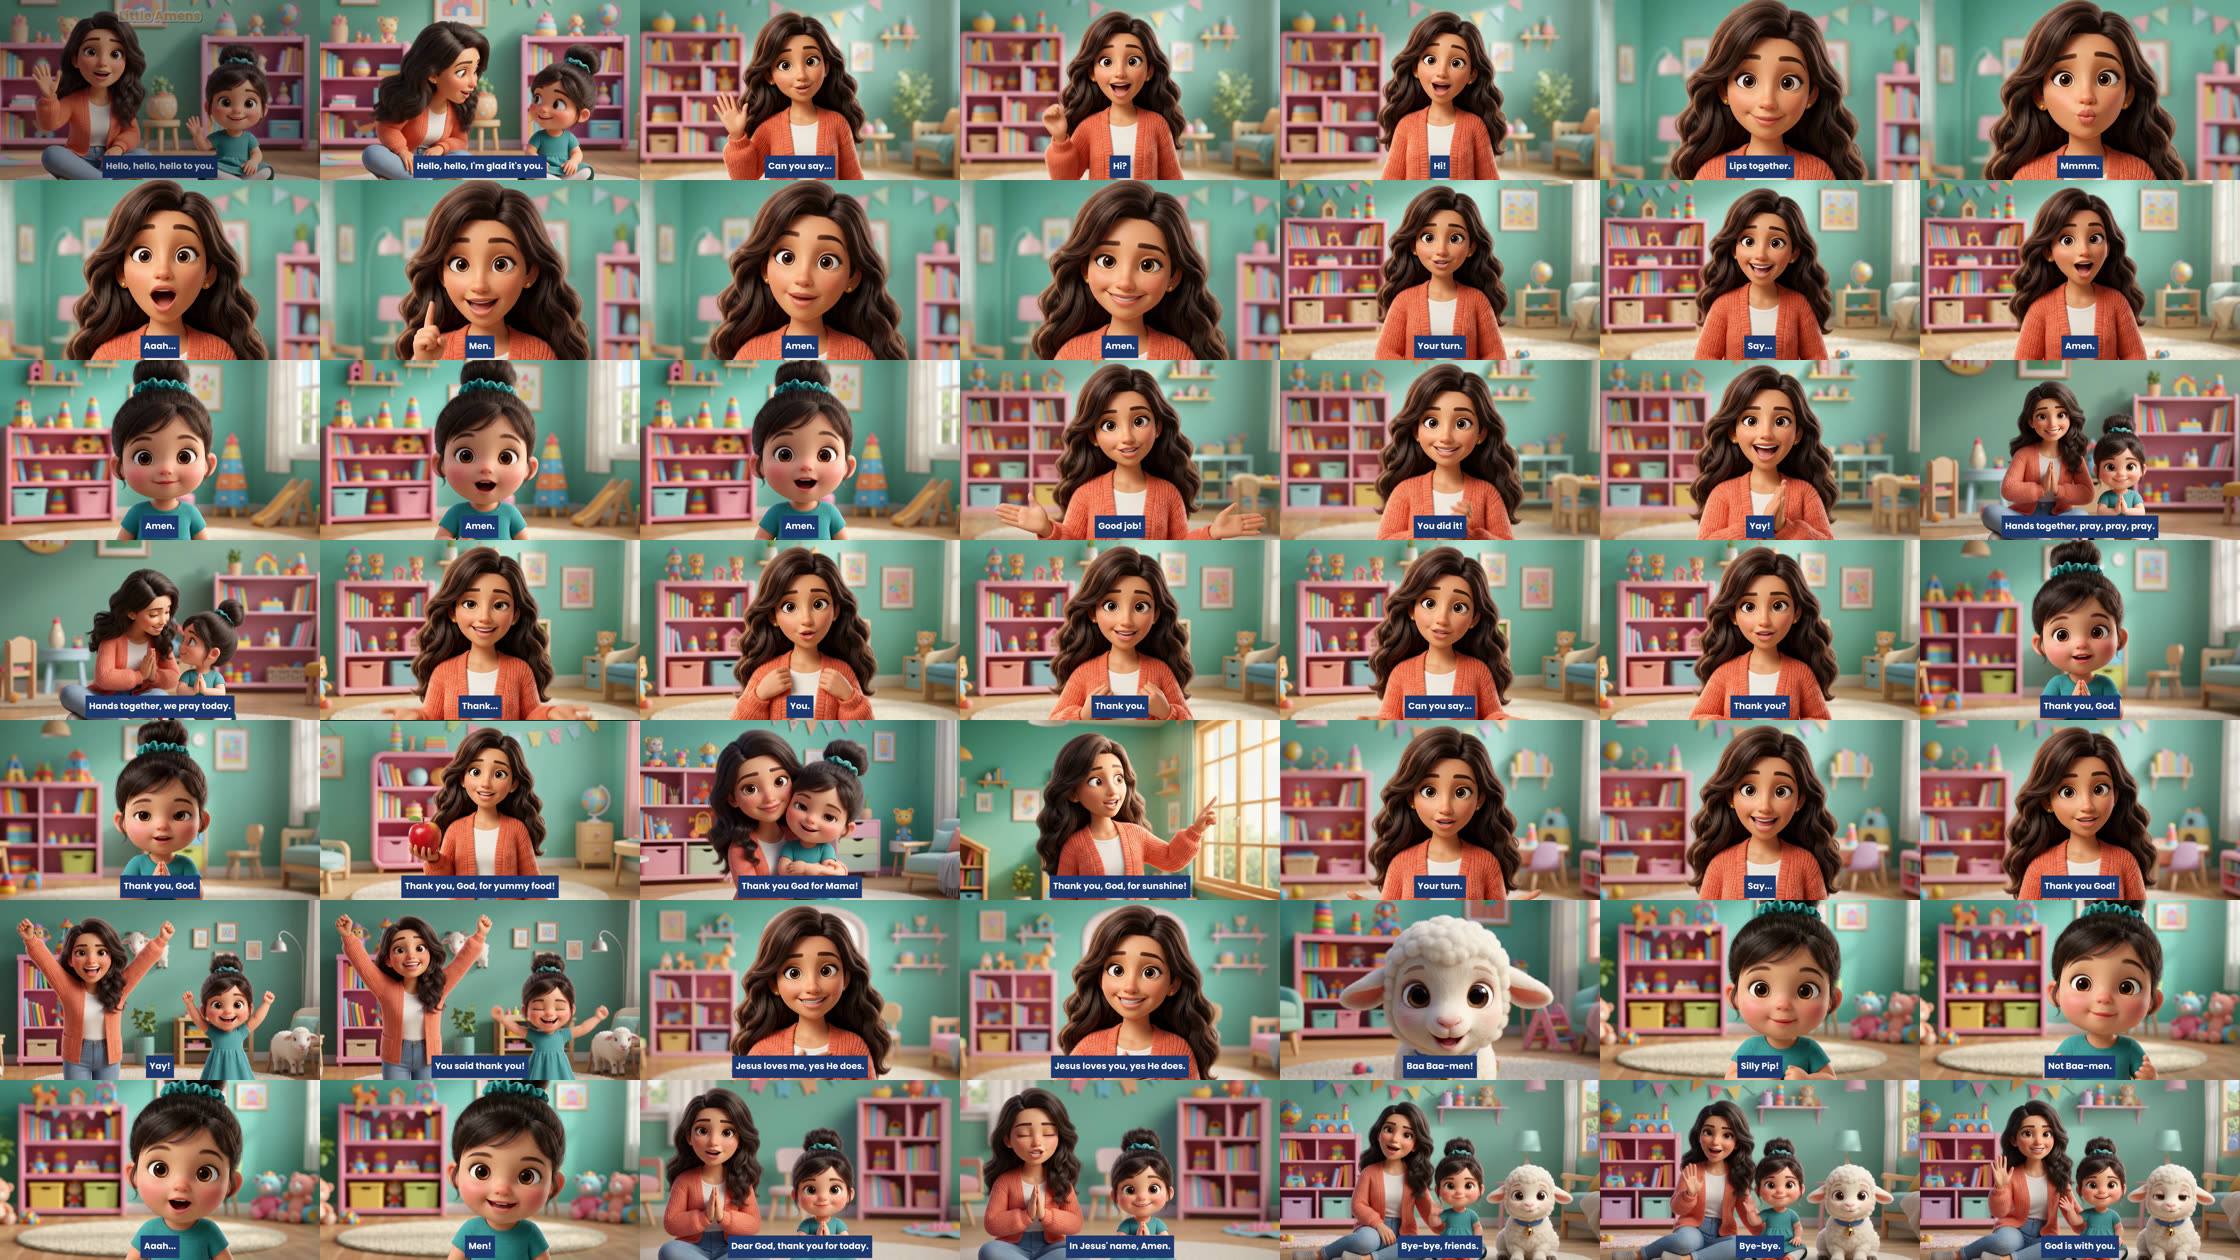 Little Amens
Hello, hello, hello to you.
Hello, hello, I'm glad it's you.
Can you say...
Hi?
Hi!
Lips together.
Mmmm.
Aaah...
Men.
Amen.
Amen.
Your turn.
Say...
Amen.
Amen.
Amen.
Amen.
Good job!
You did it!
Yay!
Hands together, pray, pray, pray.
Hands together, we pray today.
Thank...
You.
Thank you.
Can you say...
Thank you?
Thank you, God.
Thank you, God.
Thank you, God, for yummy food!
Thank you God for Mama!
Thank you, God, for sunshine!
Your turn.
Say...
Thank you God!
Yay!
You said thank you!
Jesus loves me, yes He does.
Jesus loves you, yes He does.
Baa Baa-men!
Silly Pip!
Not Baa-men.
Aaah...
Men!
Dear God, thank you for today.
In Jesus' name, Amen.
Bye-bye, friends.
Bye-bye.
God is with you.